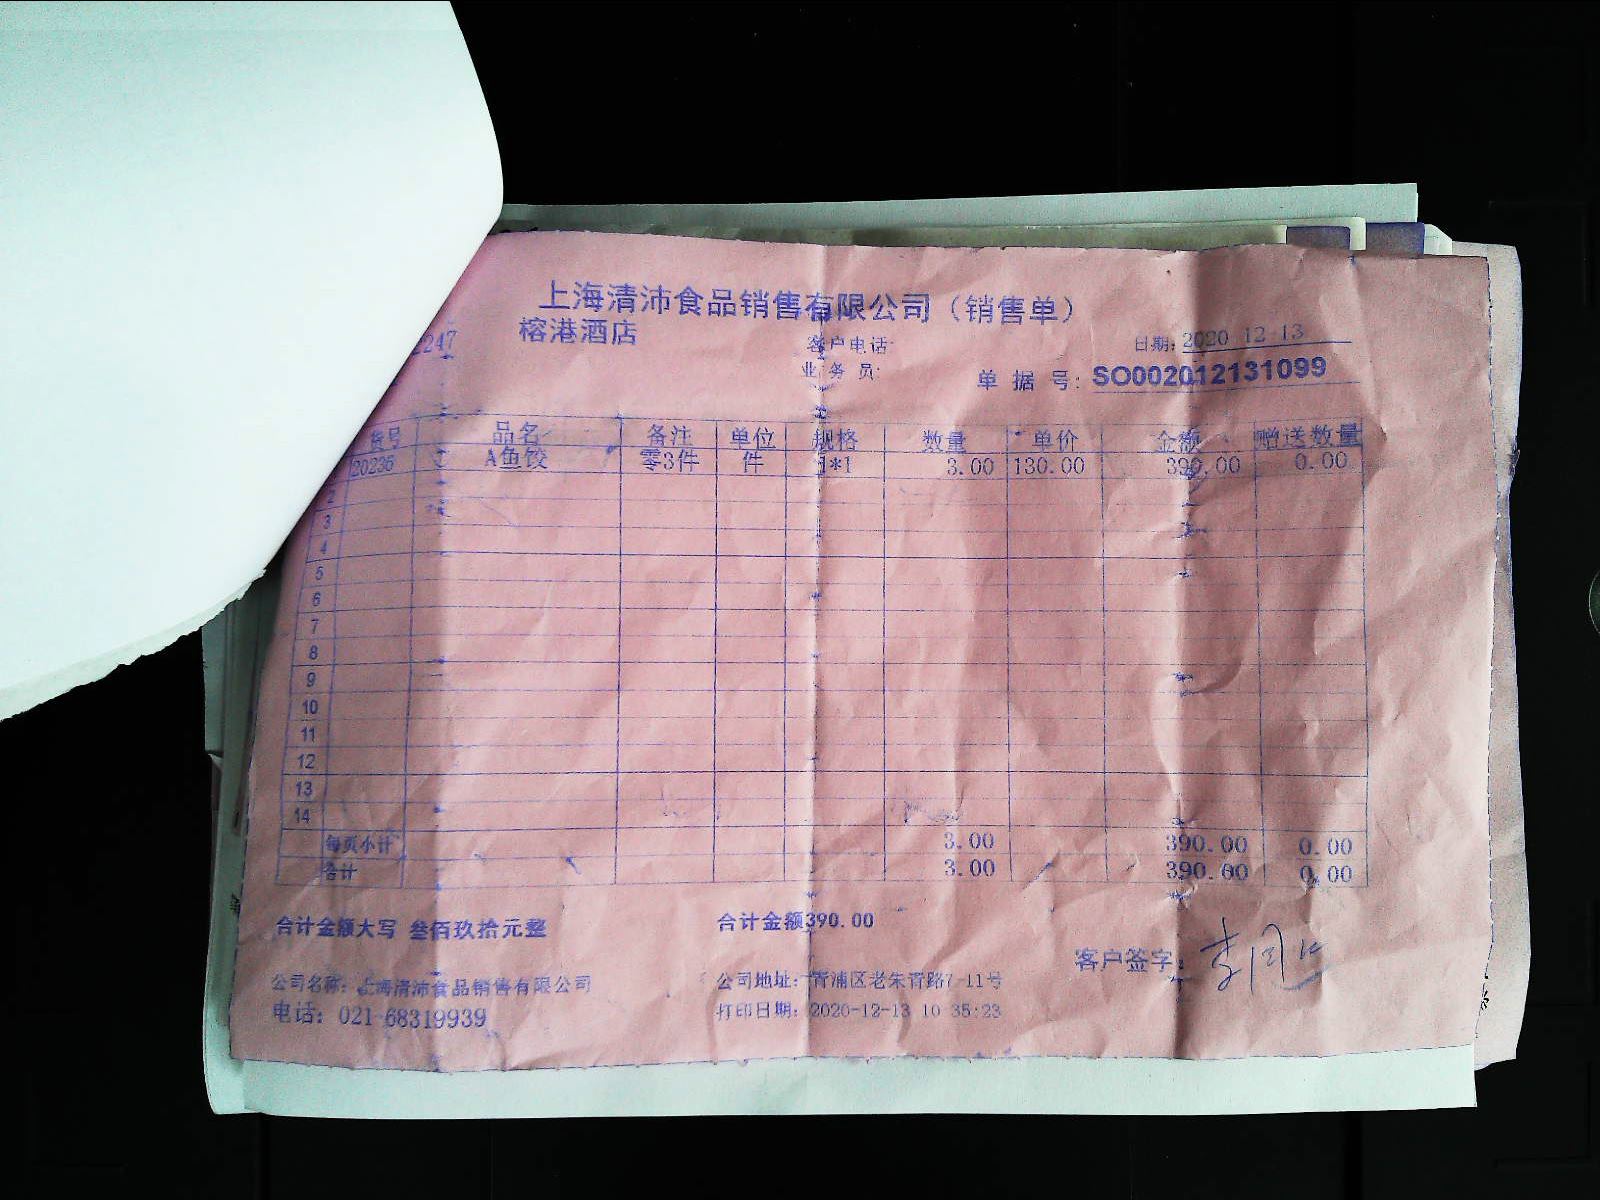 上海清沛食品销售有限公司（销售单）
2247 榕港酒店 客户电话: 日期: 2020-12-13
业务员: 单据号: SO002012131099
货号 品名 备注 单位 规格 数量 单价 金额 赠送数量
20236 A鱼饺 零3件 件 1*1 3.00 130.00 390.00 0.00
2
3
4
5
6
7
8
9
10
11
12
13
14
每页小计 3.00 390.00 0.00
合计 3.00 390.00 0.00
合计金额大写 叁佰玖拾元整 合计金额390.00
客户签字:
公司名称: 上海清沛食品销售有限公司 公司地址: 青浦区老朱青路7-11号
电话: 021-68319939 打印日期: 2020-12-13 10:35:23